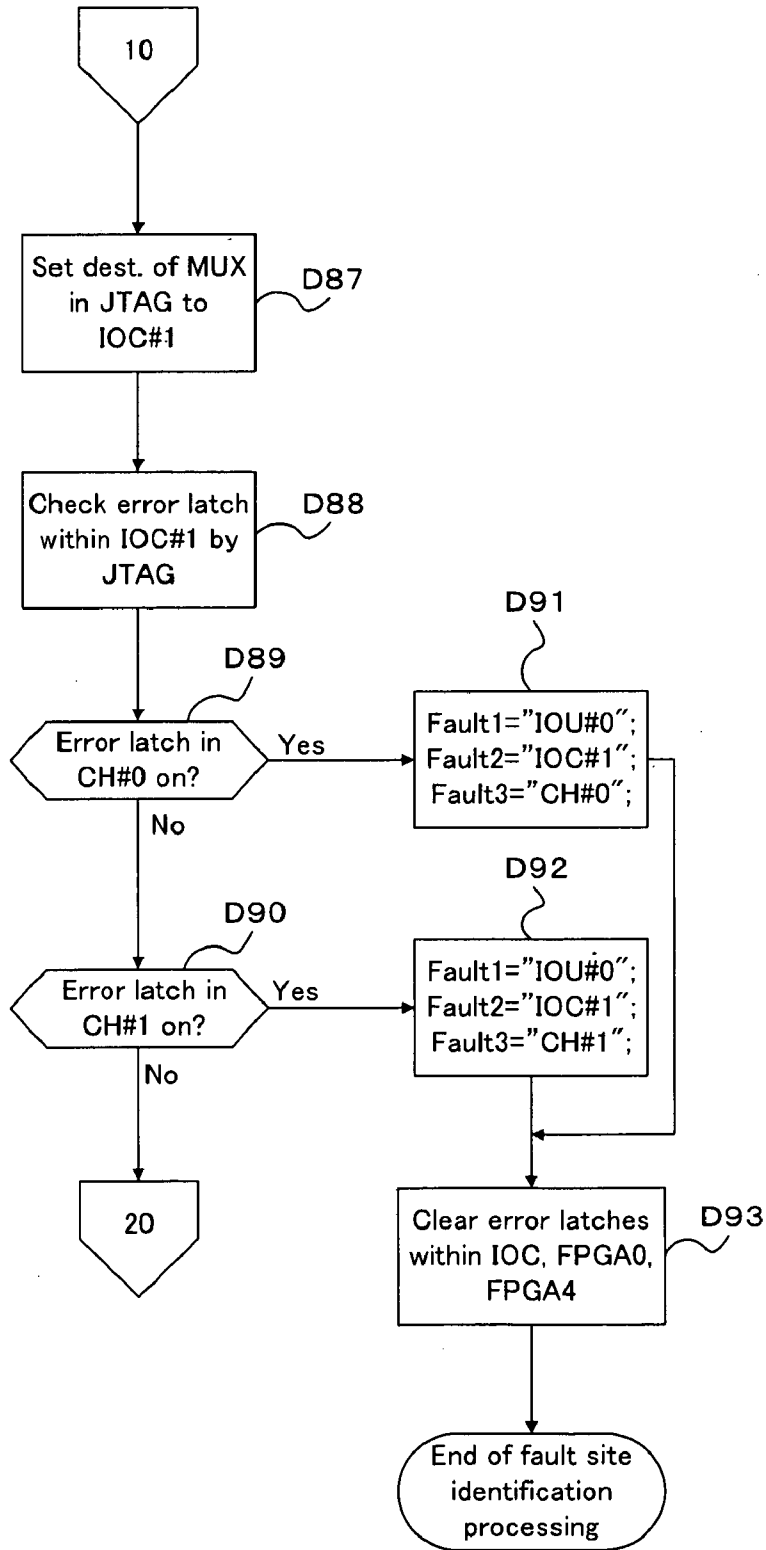 10
Set dest. of MUX
in JTAG to
IOC#1
D87
Check error latch
within IOC#1 by
JTAG
D88
D89
Error latch in
CH#0 on?
Yes
No
D91
Fault1="IOU#0";
Fault2="IOC#1";
Fault3="CH#0";
D90
Error latch in
CH#1 on?
Yes
No
D92
Fault1="IOU#0";
Fault2="IOC#1";
Fault3="CH#1";
20
Clear error latches
within IOC, FPGA0,
FPGA4
D93
End of fault site
identification
processing